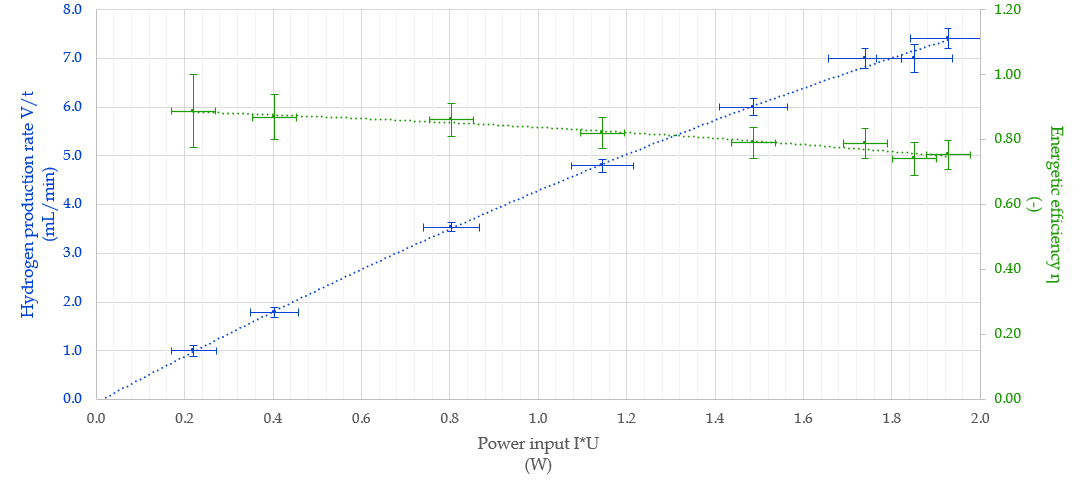 8.0
7.0
6.0
5.0
4.0
3.0
2.0
1.0
0.0
Hydrogen production rate V/t
(mL/min)
1.20
1.00
0.80
0.60
0.40
0.20
0.00
Energetic efficiency η
(-)
0.0 0.2 0.4 0.6 0.8 1.0 1.2 1.4 1.6 1.8 2.0
Power input I*U
(W)